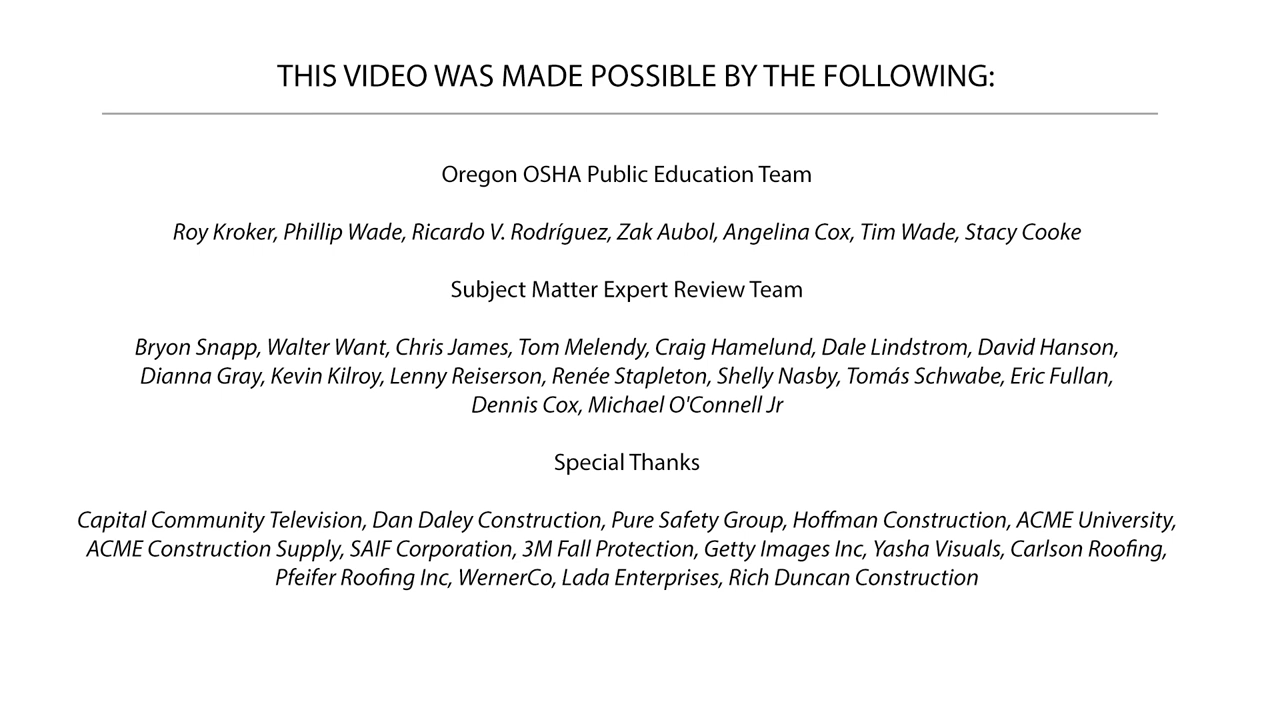 THIS VIDEO WAS MADE POSSIBLE BY THE FOLLOWING:
Oregon OSHA Public Education Team
Roy Kroker, Phillip Wade, Ricardo V. Rodríguez, Zak Aubol, Angelina Cox, Tim Wade, Stacy Cooke
Subject Matter Expert Review Team
Bryon Snapp, Walter Want, Chris James, Tom Melendy, Craig Hamelund, Dale Lindstrom, David Hanson,
Dianna Gray, Kevin Kilroy, Lenny Reiserson, Renée Stapleton, Shelly Nasby, Tomás Schwabe, Eric Fullan,
Dennis Cox, Michael O'Connell Jr
Special Thanks
Capital Community Television, Dan Daley Construction, Pure Safety Group, Hoffman Construction, ACME University,
ACME Construction Supply, SAIF Corporation, 3M Fall Protection, Getty Images Inc, Yasha Visuals, Carlson Roofing,
Pfeifer Roofing Inc, WernerCo, Lada Enterprises, Rich Duncan Construction